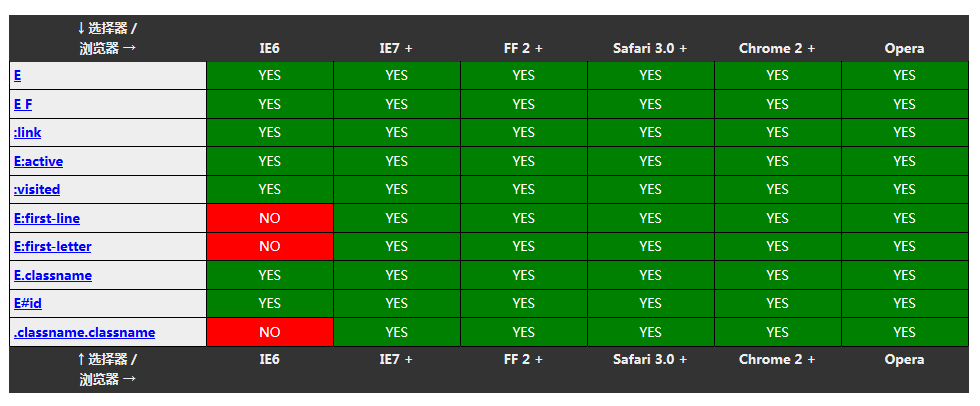 ↓选择器 /
浏览器 → IE6 IE7 + FF 2 + Safari 3.0 + Chrome 2 + Opera
E YES YES YES YES YES YES
E F YES YES YES YES YES YES
:link YES YES YES YES YES YES
E:active YES YES YES YES YES YES
:visited YES YES YES YES YES YES
E:first-line NO YES YES YES YES YES
E:first-letter NO YES YES YES YES YES
E.classname YES YES YES YES YES YES
E#id YES YES YES YES YES YES
.classname.classname NO YES YES YES YES YES
↑选择器 / IE6 IE7 + FF 2 + Safari 3.0 + Chrome 2 + Opera
浏览器 →